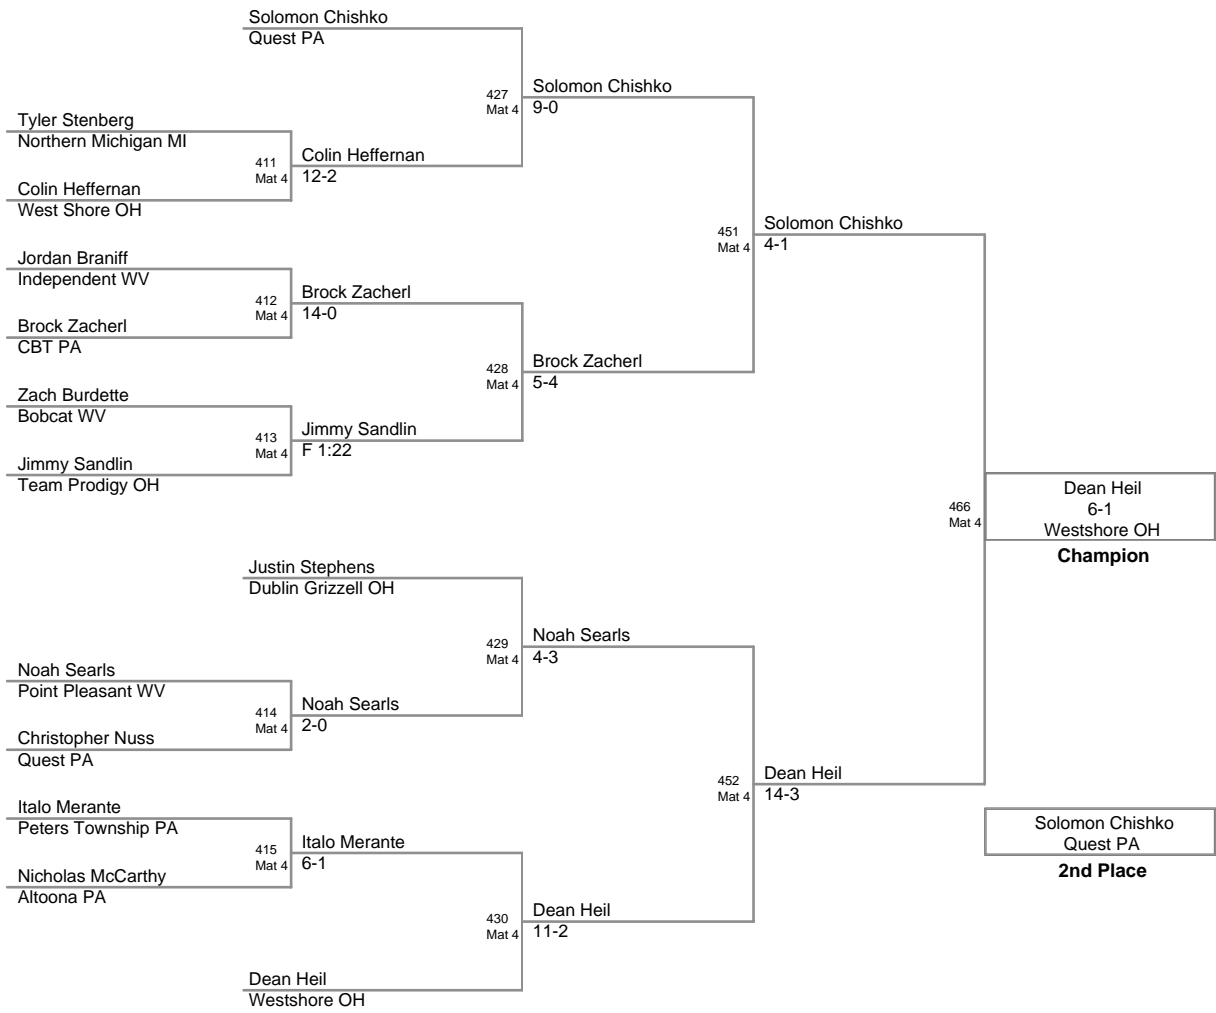 Solomon Chishko
Quest PA
427
Mat 4
Solomon Chishko
9-0
Tyler Stenberg
Northern Michigan MI
411
Mat 4
Colin Heffernan
12-2
Colin Heffernan
West Shore OH
451
Mat 4
Solomon Chishko
4-1
Jordan Braniff
Independent WV
412
Mat 4
Brock Zacherl
14-0
Brock Zacherl
CBT PA
428
Mat 4
Brock Zacherl
5-4
Zach Burdette
Bobcat WV
413
Mat 4
Jimmy Sandlin
F 1:22
Jimmy Sandlin
Team Prodigy OH
466
Mat 4
Dean Heil
6-1
Westshore OH
Champion
Justin Stephens
Dublin Grizzell OH
429
Mat 4
Noah Searls
4-3
Noah Searls
Point Pleasant WV
414
Mat 4
Noah Searls
2-0
Christopher Nuss
Quest PA
452
Mat 4
Dean Heil
14-3
Italo Merante
Peters Township PA
415
Mat 4
Italo Merante
6-1
Nicholas McCarthy
Altoona PA
Solomon Chishko
Quest PA
2nd Place
430
Mat 4
Dean Heil
11-2
Dean Heil
Westshore OH